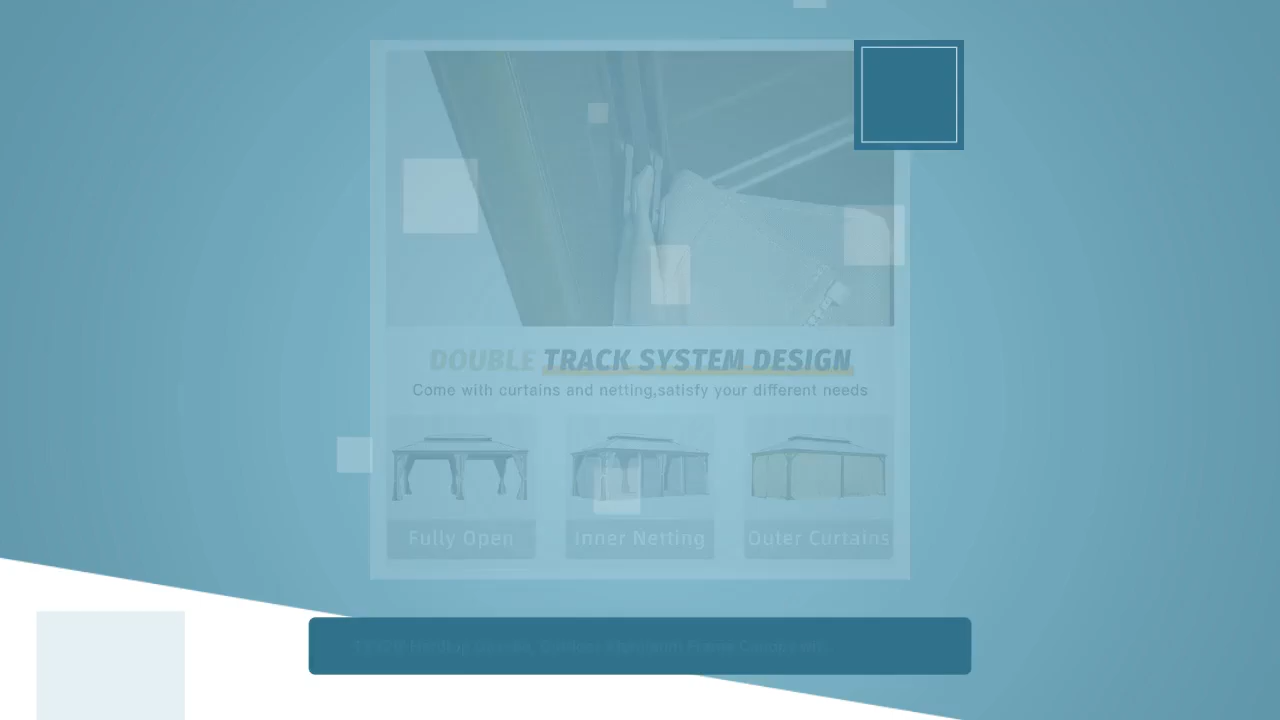 DOUBLE TRACK SYSTEM DESIGN
Come with curtains and netting,satisfy your different needs
Fully Open
Inner Netting
Outer Curtains